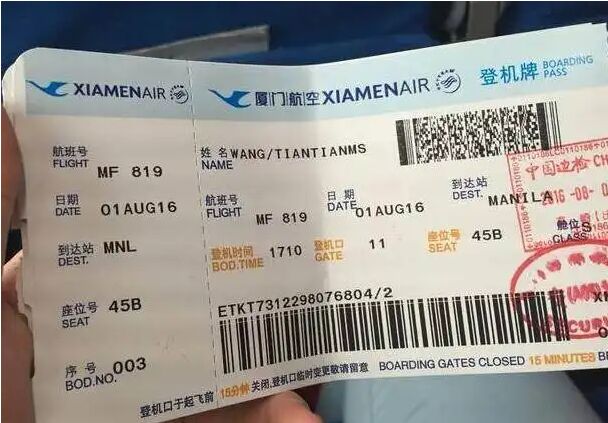 XIAMENAIR
航班号
FLIGHT MF 819
日期
DATE 01AUG16
到达站
DEST. MNL
座位号
SEAT 45B
序号
BOD.NO. 003
厦门航空 XIAMENAIR
登机牌 BOARDING PASS
姓名
NAME WANG/TIANTIANMS
航班号 日期 到达站
FLIGHT MF 819 DATE 01AUG16 DEST. MANILA
登机时间 登机口 座位号 舱位
BOD.TIME 1710 GATE 11 SEAT 45B CLASS
ETKT7312298076804/2
登机口于起飞前15分钟关闭,登机口临时变更敬请留意 BOARDING GATES CLOSED 15 MINUTES
中国边检